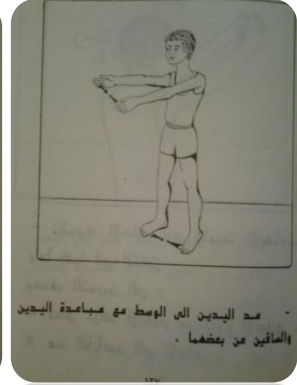 - مد اليدين الى الوسط مع مباعدة اليدين
والساقين عن بعضهما .